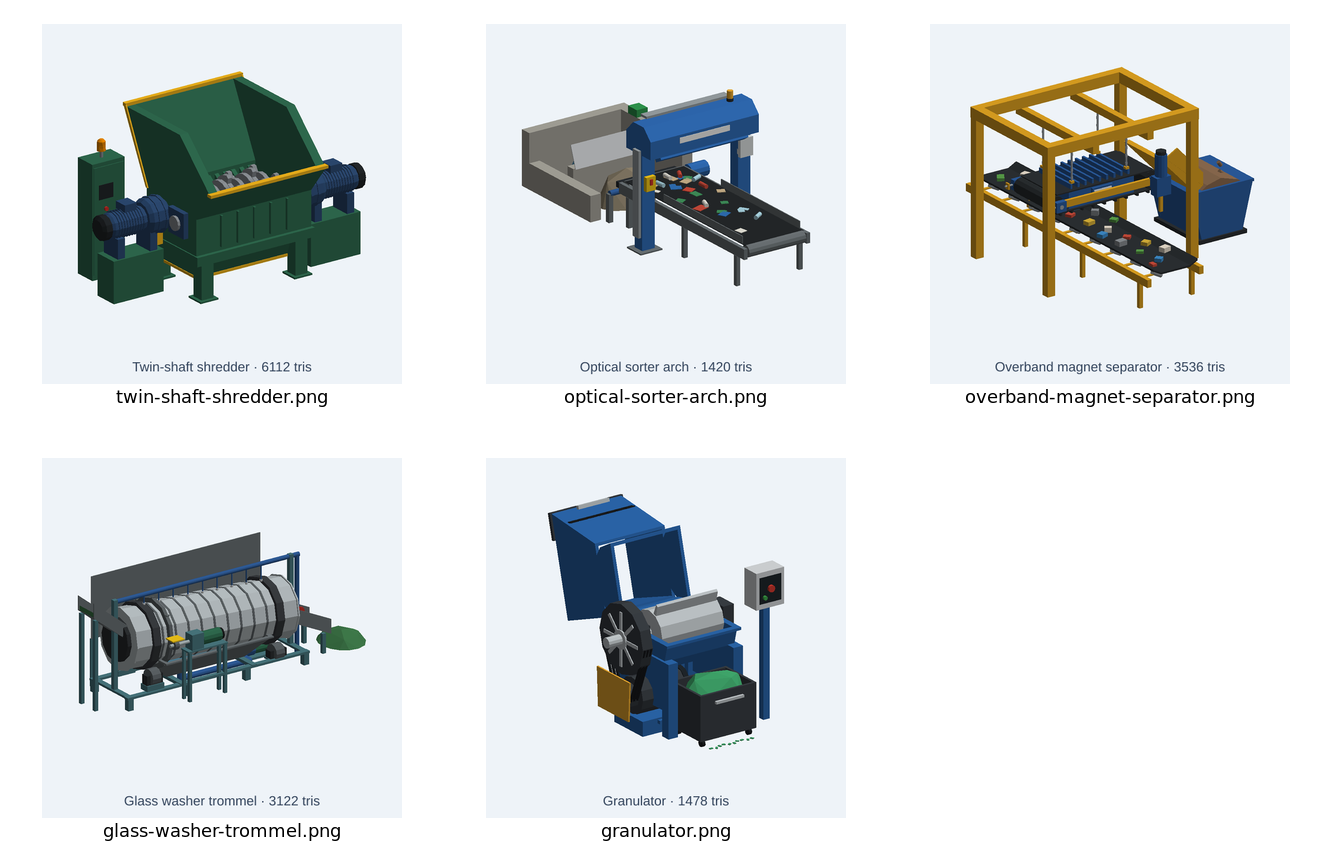 Twin-shaft shredder · 6112 tris
Optical sorter arch · 1420 tris
Overband magnet separator · 3536 tris
twin-shaft-shredder.png
optical-sorter-arch.png
overband-magnet-separator.png
Glass washer trommel · 3122 tris
Granulator · 1478 tris
glass-washer-trommel.png
granulator.png